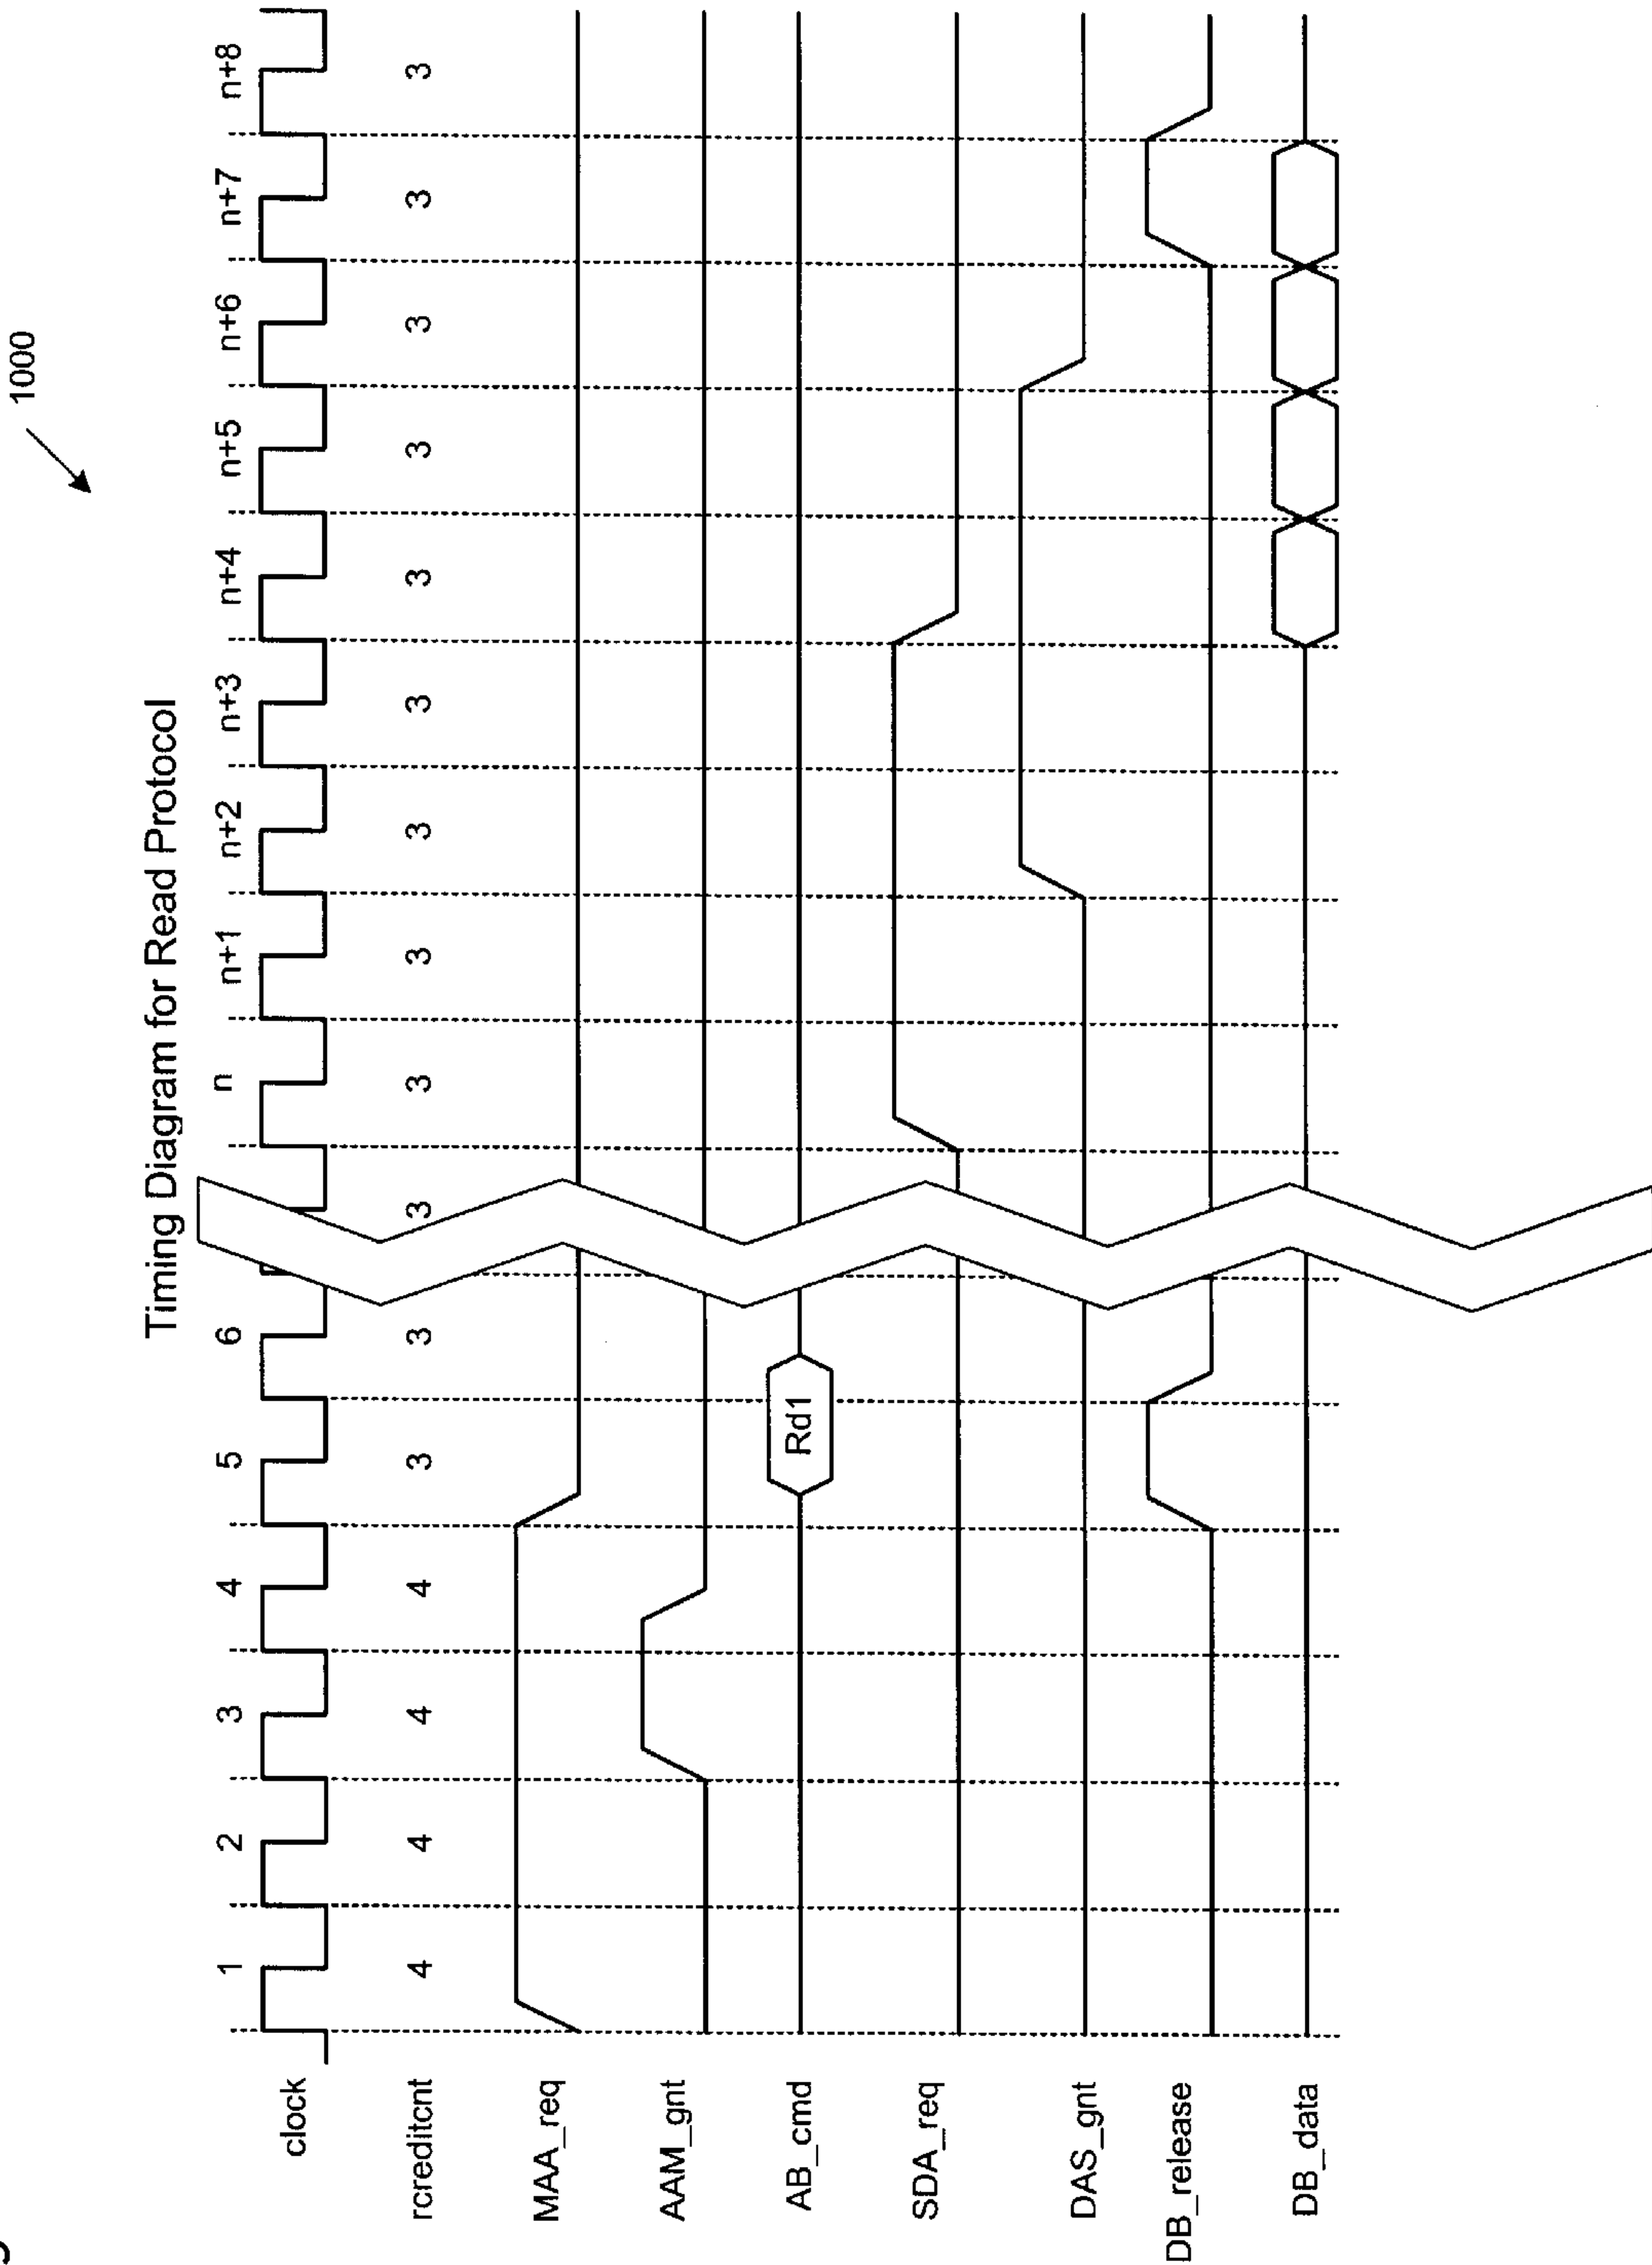 1000
Timing Diagram for Read Protocol
1 2 3 4 5 6 n n+1 n+2 n+3 n+4 n+5 n+6 n+7 n+8
clock
rcreditcnt 4 4 4 4 3 3 3 3 3 3 3 3 3 3 3 3
MAA_req
AAM_gnt
AB_cmd Rd1
SDA_req
DAS_gnt
DB_release
DB_data